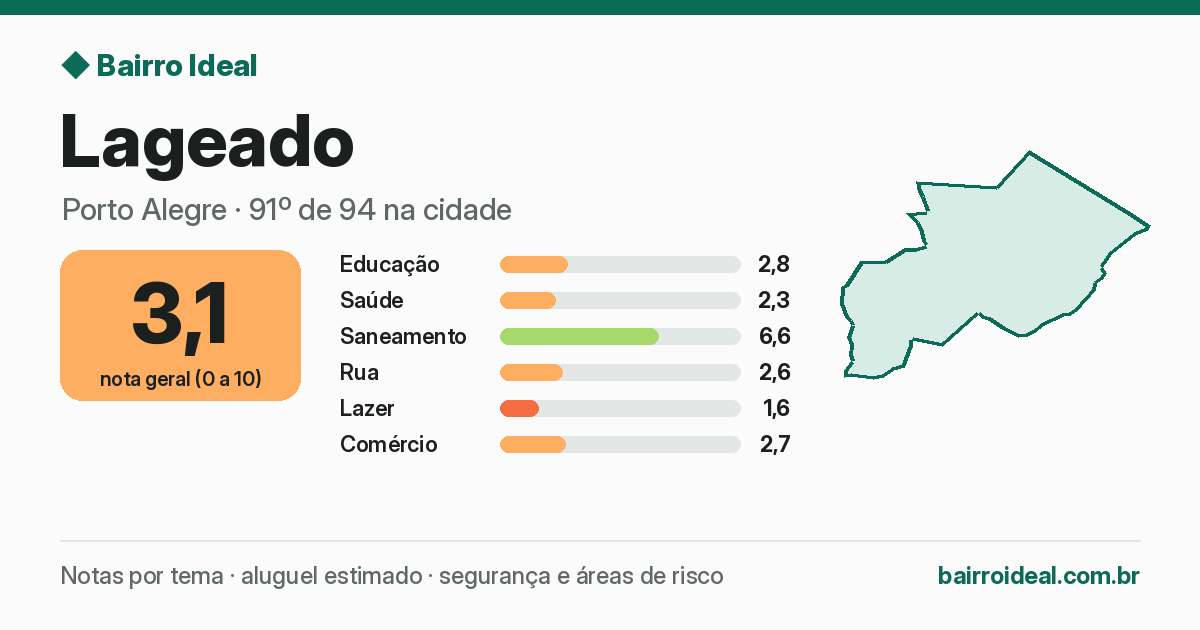 Bairro Ideal
Lageado
Porto Alegre · 91º de 94 na cidade
3,1
nota geral (0 a 10)
Educação 2,8
Saúde 2,3
Saneamento 6,6
Rua 2,6
Lazer 1,6
Comércio 2,7
Notas por tema · aluguel estimado · segurança e áreas de risco
bairroideal.com.br